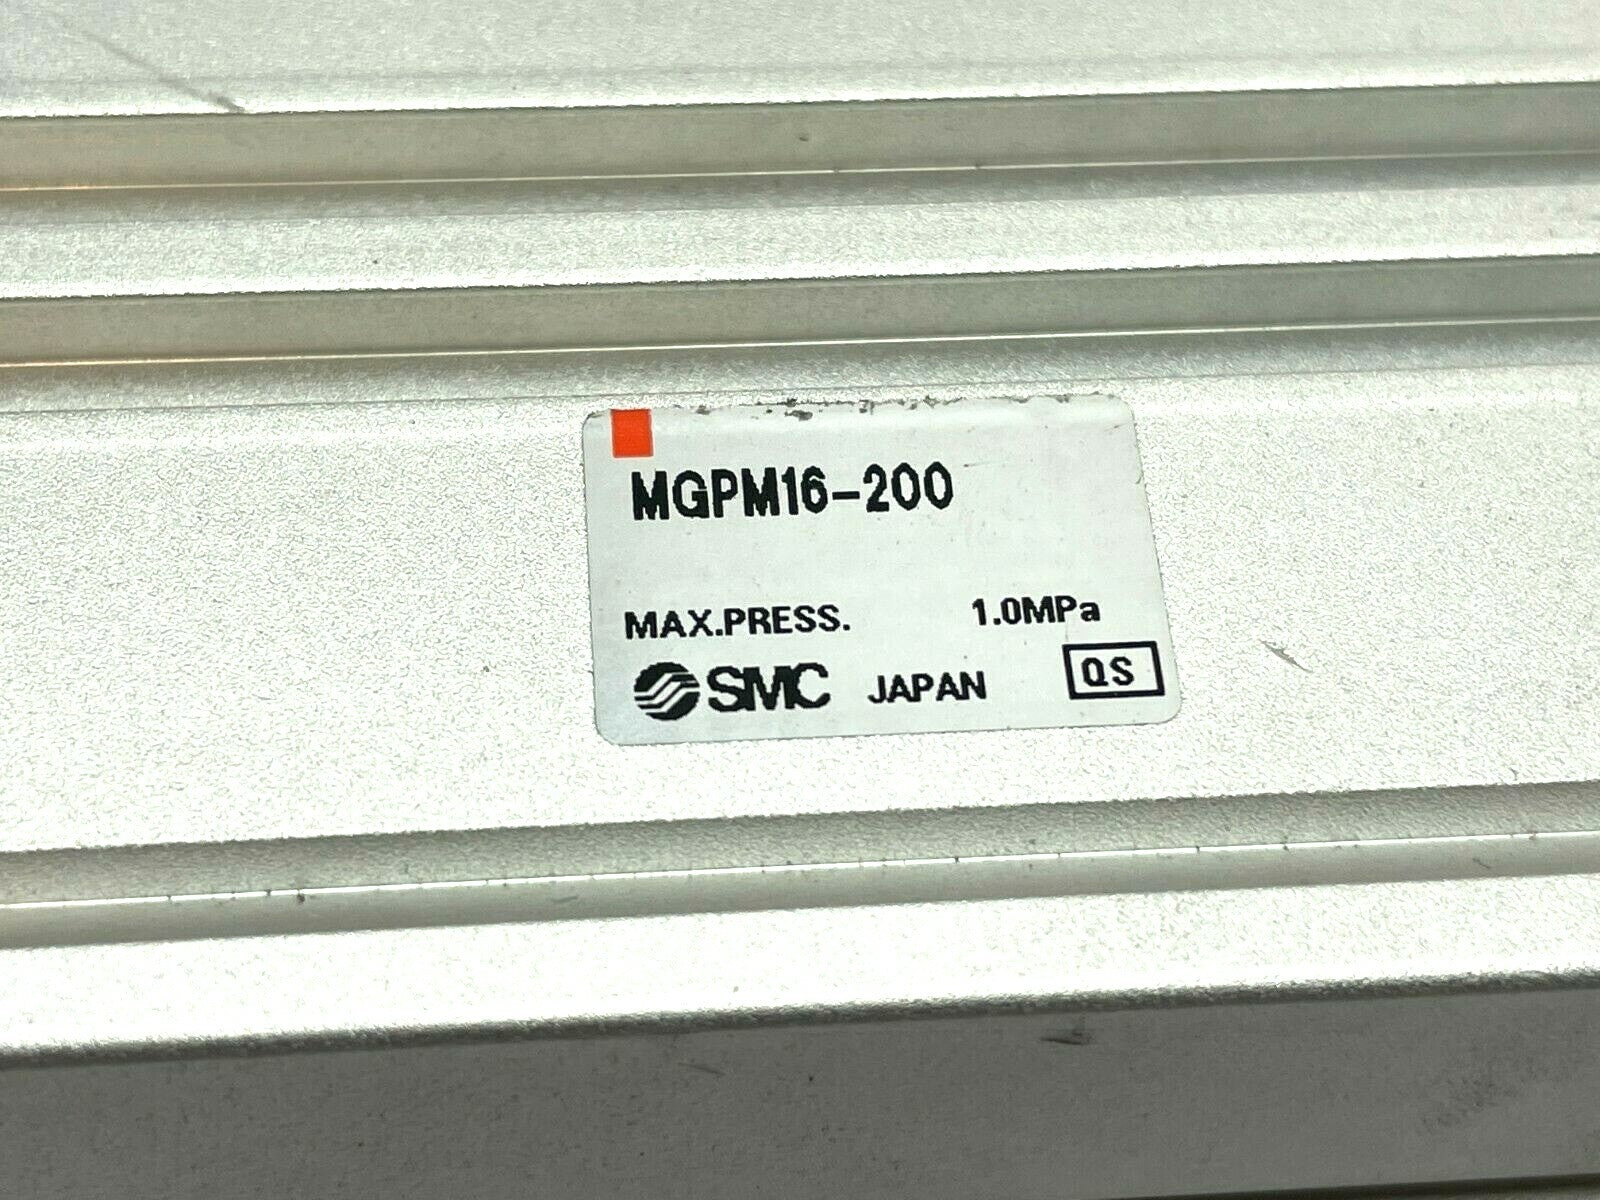 MGPM16-200
MAX.PRESS. 1.0MPa
SMC JAPAN QS